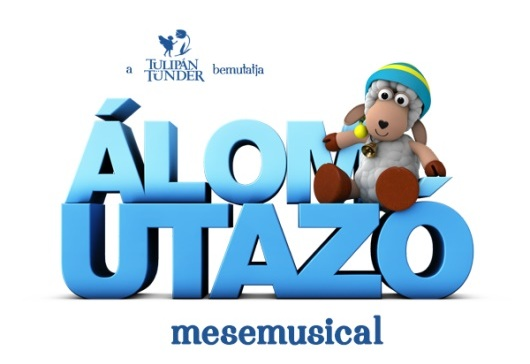 a TULIPÁN TÜNDÉR bemutatja
ÁLOM
UTAZÓ
mesemusical